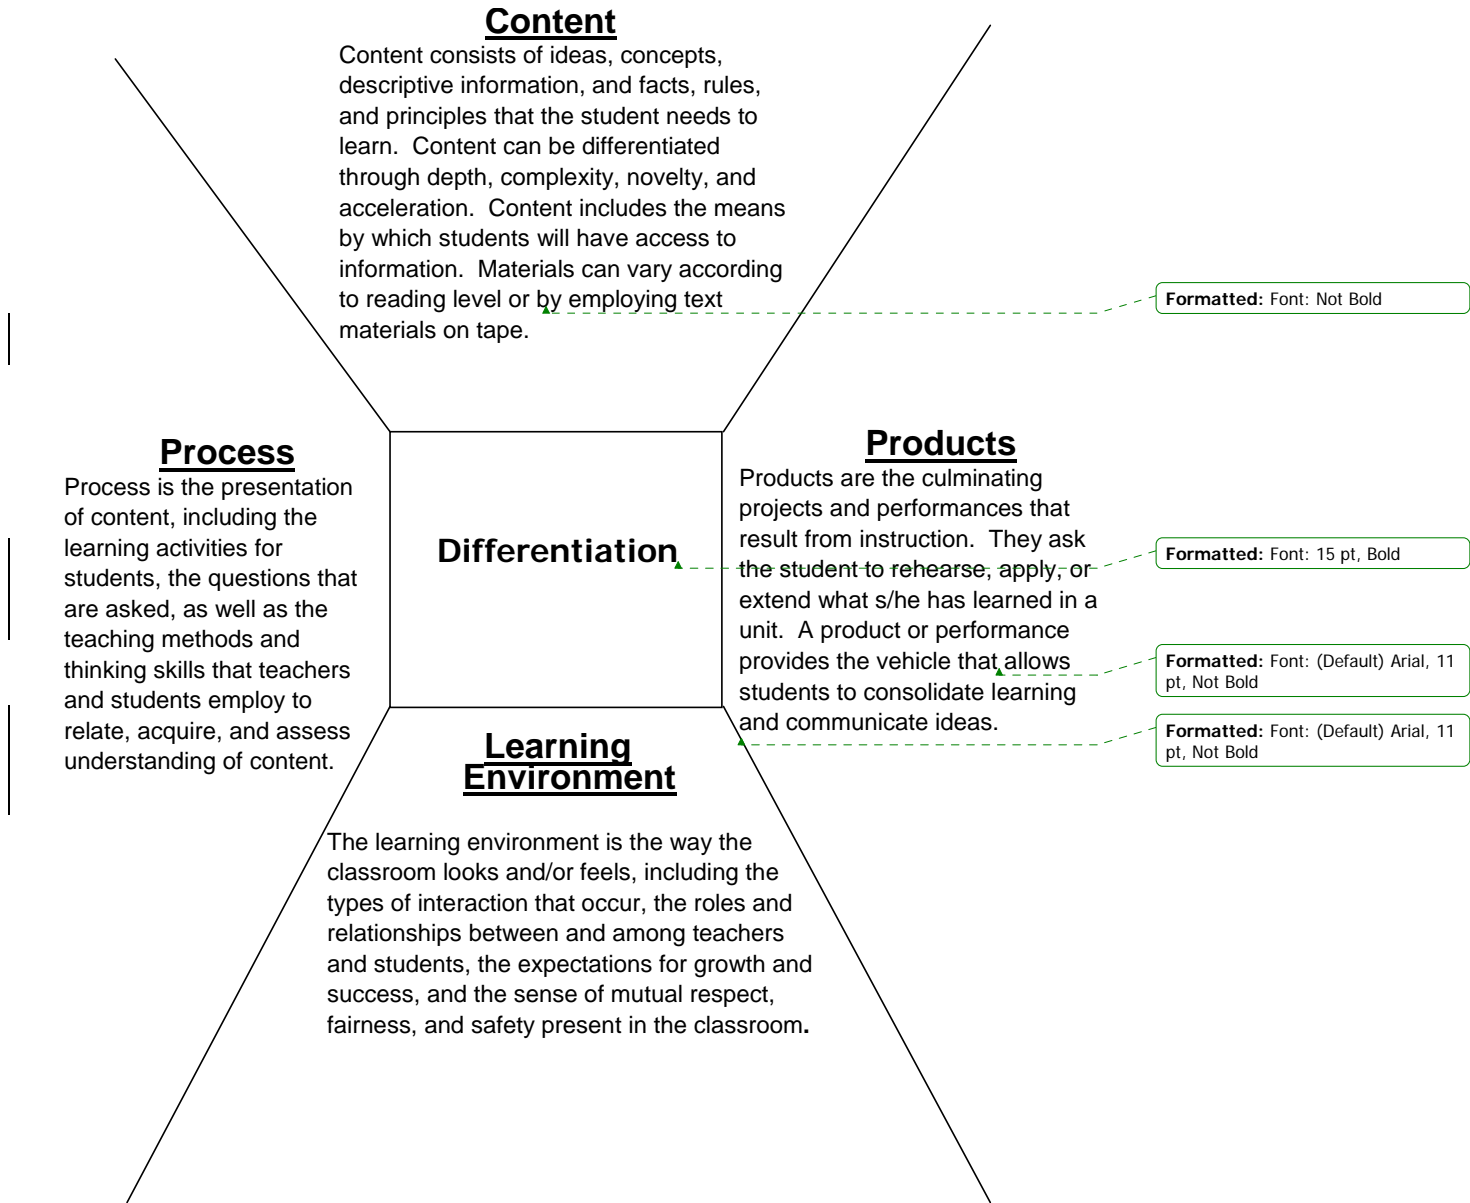 Content
Content consists of ideas, concepts,
descriptive information, and facts, rules,
and principles that the student needs to
learn.  Content can be differentiated
through depth, complexity, novelty, and
acceleration.  Content includes the means
by which students will have access to
information.  Materials can vary according
to reading level or by employing text
materials on tape.
Process
Process is the presentation
of content, including the
learning activities for
students, the questions that
are asked, as well as the
teaching methods and
thinking skills that teachers
and students employ to
relate, acquire, and assess
understanding of content.
Differentiation
Products
Products are the culminating
projects and performances that
result from instruction.  They ask
the student to rehearse, apply, or
extend what s/he has learned in a
unit.  A product or performance
provides the vehicle that allows
students to consolidate learning
and communicate ideas.
Learning
Environment
The learning environment is the way the
classroom looks and/or feels, including the
types of interaction that occur, the roles and
relationships between and among teachers
and students, the expectations for growth and
success, and the sense of mutual respect,
fairness, and safety present in the classroom.
Formatted: Font: Not Bold
Formatted: Font: 15 pt, Bold
Formatted: Font: (Default) Arial, 11
pt, Not Bold
Formatted: Font: (Default) Arial, 11
pt, Not Bold